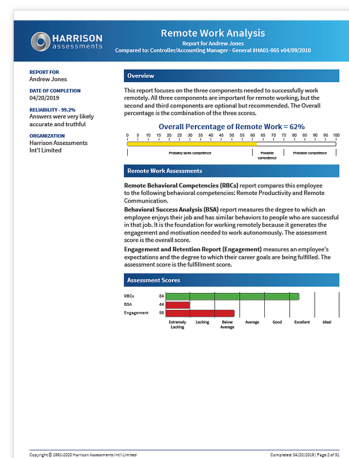 HARRISON
assessments
Remote Work Analysis
Report for Andrew Jones
Compared to: Controller/Accounting Manager - General #HA01-005 v04/09/2010
REPORT FOR
Andrew Jones
DATE OF COMPLETION
04/20/2019
RELIABILITY - 99.2%
Answers were very likely
accurate and truthful
ORGANIZATION
Harrison Assessments
Int'l Limited
Overview
This report focuses on the three components needed to successfully work
remotely. All three components are important for remote working, but the
second and third components are optional but recommended. The Overall
percentage is the combination of the three scores.
Overall Percentage of Remote Work = 62%
0 5 10 15 20 25 30 35 40 45 50 55 60 65 70 75 80 85 90 95 100
Probably lacks competence
Possible
competence
Probable competence
Remote Work Assessments
Remote Behavioral Competencies (RBCs) report compares this employee
to the following behavioral competencies: Remote Productivity and Remote
Communication.
Behavioral Success Analysis (BSA) report measures the degree to which an
employee enjoys their job and has similar behaviors to people who are successful
in that job. It is the foundation for working remotely because it generates the
engagement and motivation needed to work autonomously. The assessment
score is the overall score.
Engagement and Retention Report (Engagement) measures an employee's
expectations and the degree to which their career goals are being fulfilled. The
assessment score is the fulfillment score.
Assessment Scores
RBCs
BSA
Engagement
Extremely
Lacking
Lacking
Below
Average
Average
Good
Excellent
Ideal
Copyright © 1991-2020 Harrison Assessments Int'l Limited
Completed: 04/20/2019 | Page 2 of 31